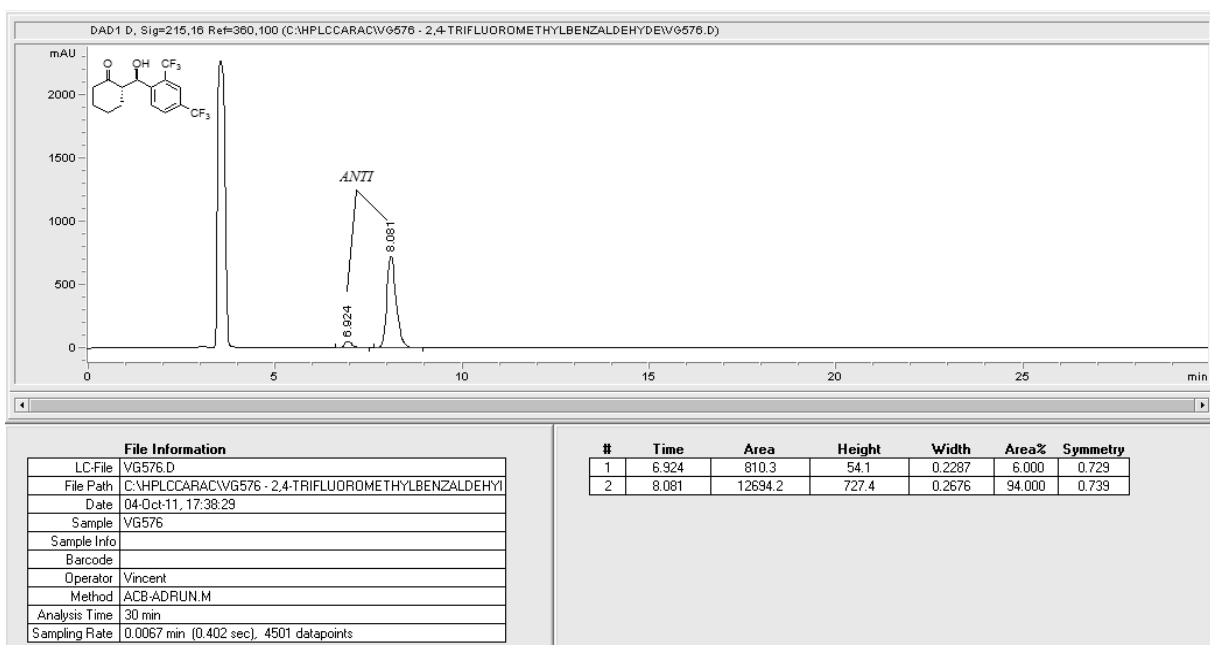 DAD1 D, Sig=215,16 Ref=360,100 (C:\HPLCCARAC\VG576 - 2,4-TRIFLUOROMETHYLBENZALDEHYDE\VG576.D)
mAU
O OH CF3
CF3
2000
1500
1000
500
0
ANTI
6.924
8.081
0 5 10 15 20 25 min
File Information
LC-File VG576.D
File Path C:\HPLCCARAC\VG576 - 2,4-TRIFLUOROMETHYLBENZALDEHYI
Date 04-Oct-11, 17:38:29
Sample VG576
Sample Info
Barcode
Operator Vincent
Method ACB-ADRUN.M
Analysis Time 30 min
Sampling Rate 0.0067 min (0.402 sec), 4501 datapoints
# Time Area Height Width Area% Symmetry
1 6.924 810.3 54.1 0.2287 6.000 0.729
2 8.081 12694.2 727.4 0.2676 94.000 0.739